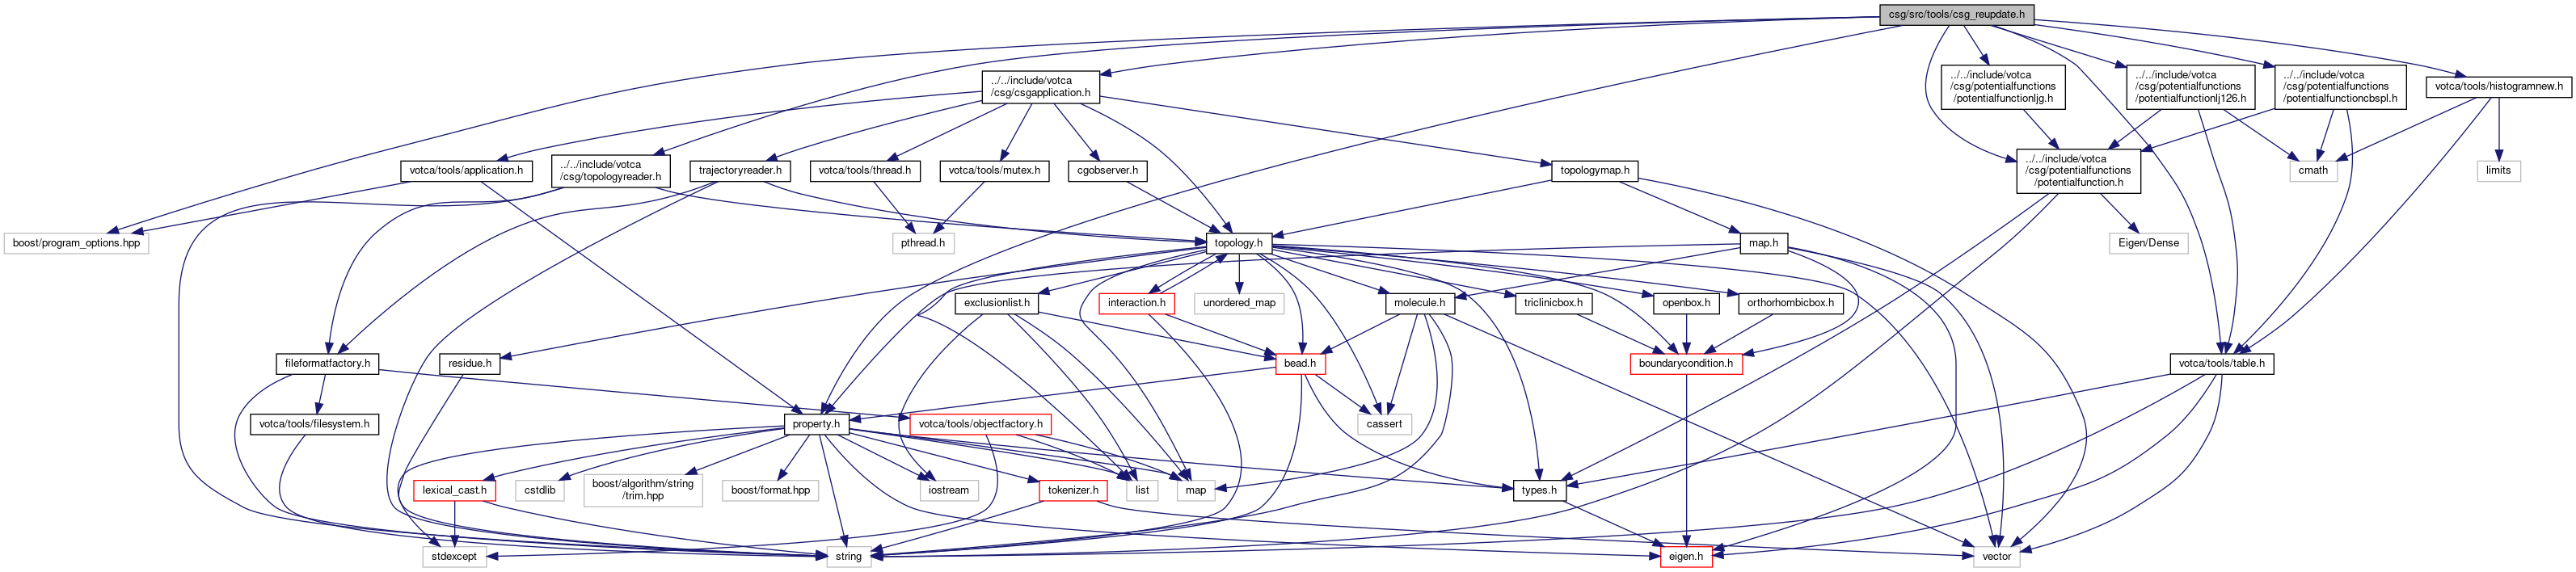 csg/src/tools/csg_reupdate.h
../../include/votca
/csg/csgapplication.h
../../include/votca
/csg/potentialfunctions
/potentialfunctionljg.h
../../include/votca
/csg/potentialfunctions
/potentialfunctionlj126.h
../../include/votca
/csg/potentialfunctions
/potentialfunctioncbspl.h
votca/tools/histogramnew.h
votca/tools/application.h
../../include/votca
/csg/topologyreader.h
trajectoryreader.h
votca/tools/thread.h
votca/tools/mutex.h
cgobserver.h
topologymap.h
../../include/votca
/csg/potentialfunctions
/potentialfunction.h
cmath
limits
boost/program_options.hpp
pthread.h
topology.h
map.h
Eigen/Dense
exclusionlist.h
interaction.h
unordered_map
molecule.h
triclinicbox.h
openbox.h
orthorhombicbox.h
fileformatfactory.h
residue.h
bead.h
boundarycondition.h
votca/tools/table.h
votca/tools/filesystem.h
property.h
votca/tools/objectfactory.h
cassert
lexical_cast.h
cstdlib
boost/algorithm/string
/trim.hpp
boost/format.hpp
iostream
tokenizer.h
list
map
types.h
stdexcept
string
eigen.h
vector